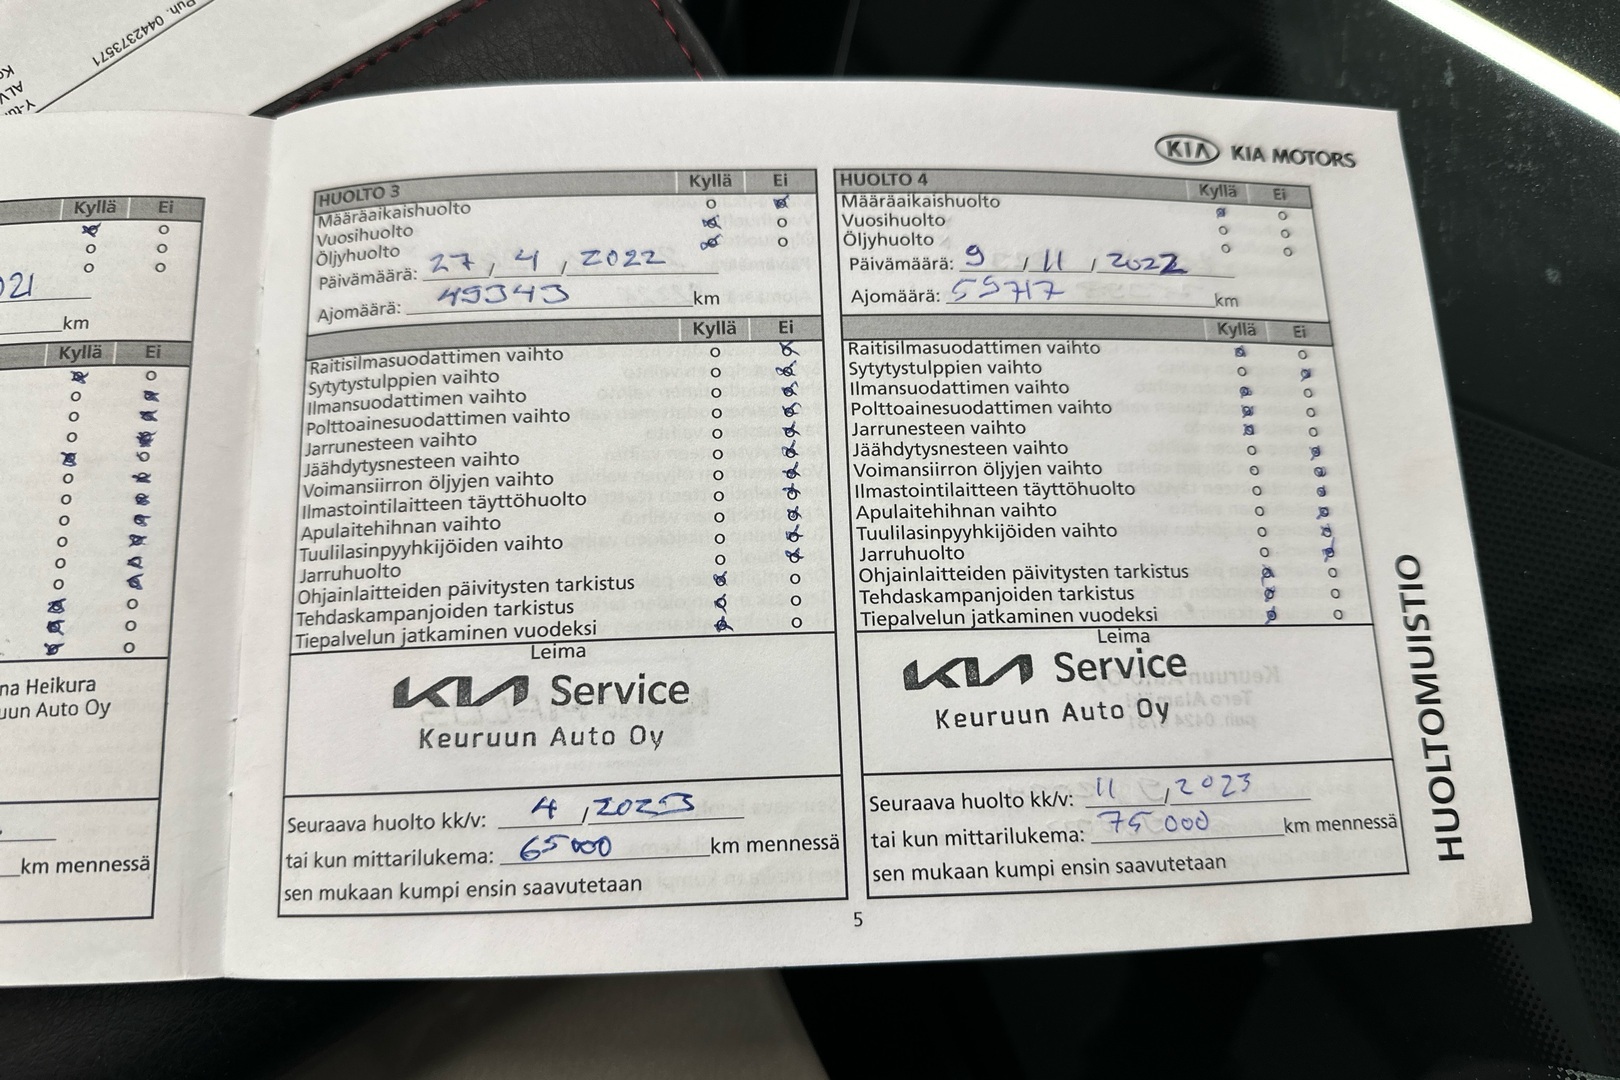 Puh. 0442373571
Kyllä Ei
021
km
Kyllä Ei
na Heikura
uun Auto Oy
km mennessä
HUOLTO 3 Kyllä Ei
Määräaikaishuolto
Vuosihuolto
Öljyhuolto
Päivämäärä: 27 / 4 / 2022
Ajomäärä: 49343 km
Kyllä Ei
Raitisilmasuodattimen vaihto
Sytytystulppien vaihto
Ilmansuodattimen vaihto
Polttoainesuodattimen vaihto
Jarrunesteen vaihto
Jäähdytysnesteen vaihto
Voimansiirron öljyjen vaihto
Ilmastointilaitteen täyttöhuolto
Apulaitehihnan vaihto
Tuulilasinpyyhkijöiden vaihto
Jarruhuolto
Ohjainlaitteiden päivitysten tarkistus
Tehdaskampanjoiden tarkistus
Tiepalvelun jatkaminen vuodeksi
Leima
KIA Service
Keuruun Auto Oy
Seuraava huolto kk/v: 4 / 2023
tai kun mittarilukema: 65000 km mennessä
sen mukaan kumpi ensin saavutetaan
KIA KIA MOTORS
HUOLTO 4 Kyllä Ei
Määräaikaishuolto
Vuosihuolto
Öljyhuolto
Päivämäärä: 9 / 11 / 2022
Ajomäärä: 59717 km
Kyllä Ei
Raitisilmasuodattimen vaihto
Sytytystulppien vaihto
Ilmansuodattimen vaihto
Polttoainesuodattimen vaihto
Jarrunesteen vaihto
Jäähdytysnesteen vaihto
Voimansiirron öljyjen vaihto
Ilmastointilaitteen täyttöhuolto
Apulaitehihnan vaihto
Tuulilasinpyyhkijöiden vaihto
Jarruhuolto
Ohjainlaitteiden päivitysten tarkistus
Tehdaskampanjoiden tarkistus
Tiepalvelun jatkaminen vuodeksi
Leima
KIA Service
Keuruun Auto Oy
Seuraava huolto kk/v: 11 / 2023
tai kun mittarilukema: 75000 km mennessä
sen mukaan kumpi ensin saavutetaan
HUOLTOMUISTIO
5